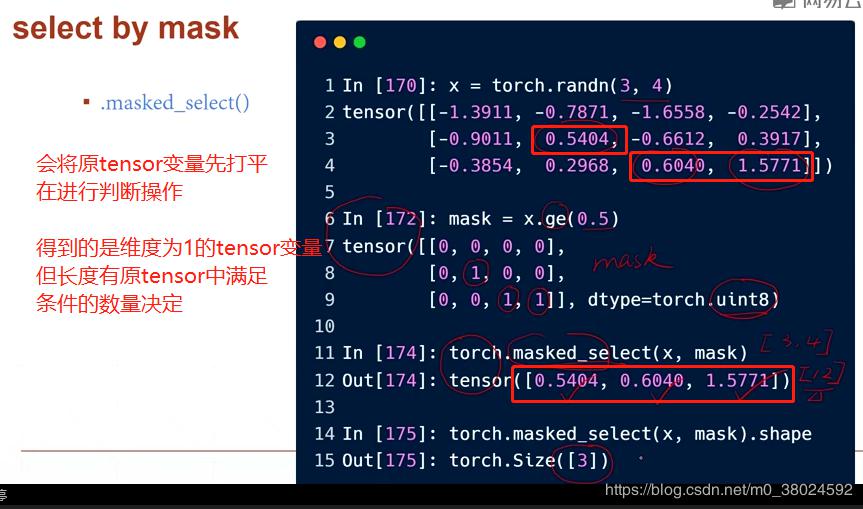 网易云
select by mask
▪ .masked_select()
会将原tensor变量先打平
在进行判断操作
得到的是维度为1的tensor变量
但长度有原tensor中满足
条件的数量决定
1 In [170]: x = torch.randn(3, 4)
2 tensor([[-1.3911, -0.7871, -1.6558, -0.2542],
3 [-0.9011, 0.5404, -0.6612, 0.3917],
4 [-0.3854, 0.2968, 0.6040, 1.5771]])
5
6 In [172]: mask = x.ge(0.5)
7 tensor([[0, 0, 0, 0],
8 [0, 1, 0, 0],
mask
9 [0, 0, 1, 1]], dtype=torch.uint8)
10
11 In [174]: torch.masked_select(x, mask)
[3.4]
12 Out[174]: tensor([0.5404, 0.6040, 1.5771])
[12]
13
14 In [175]: torch.masked_select(x, mask).shape
15 Out[175]: torch.Size([3])
https://blog.csdn.net/m0_38024592